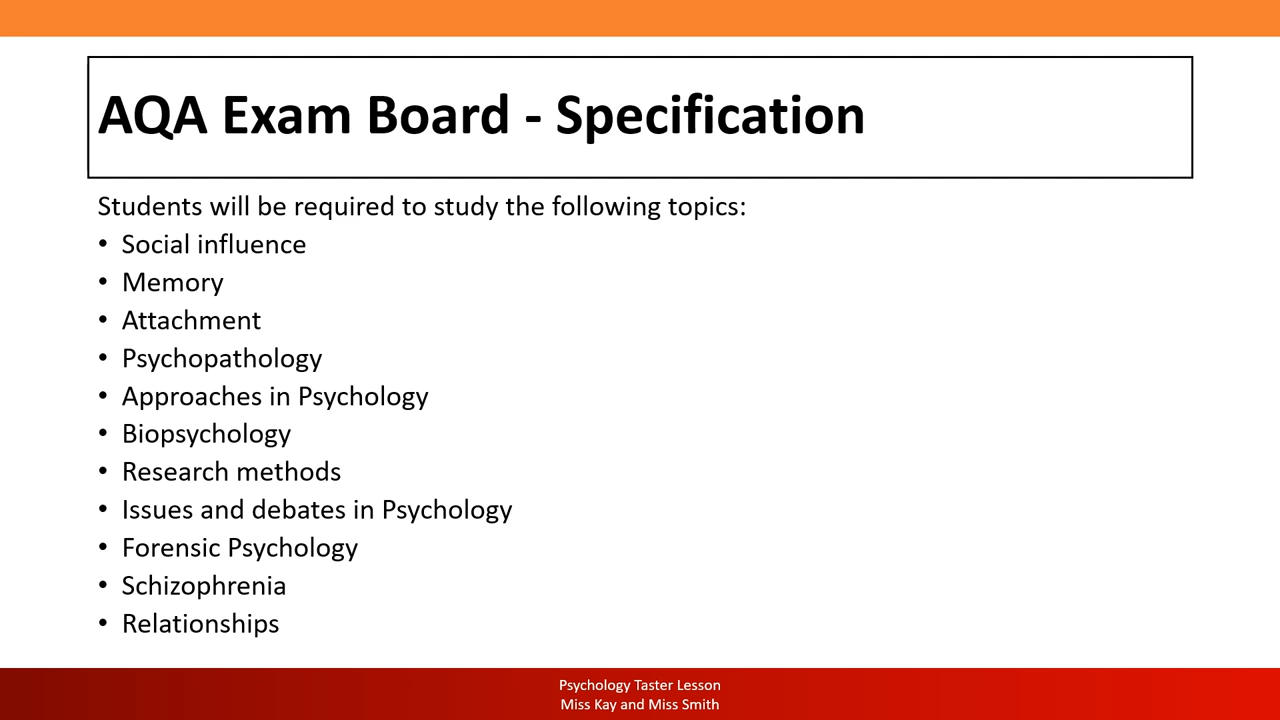 AQA Exam Board - Specification
Students will be required to study the following topics:
• Social influence
• Memory
• Attachment
• Psychopathology
• Approaches in Psychology
• Biopsychology
• Research methods
• Issues and debates in Psychology
• Forensic Psychology
• Schizophrenia
• Relationships
Psychology Taster Lesson
Miss Kay and Miss Smith